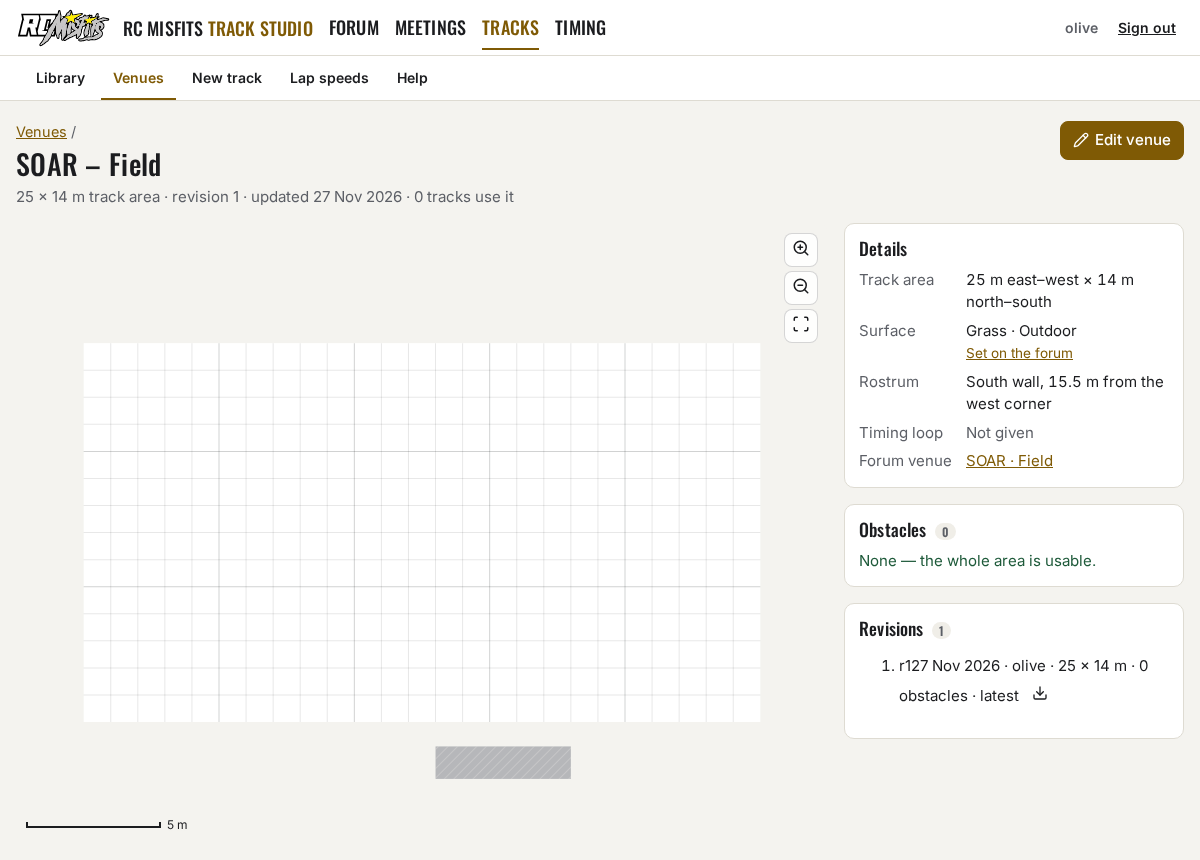 RC Misfits
RC MISFITS TRACK STUDIO
FORUM
MEETINGS
TRACKS
TIMING
olive
Sign out
Library
Venues
New track
Lap speeds
Help
Venues /
SOAR – Field
25 × 14 m track area · revision 1 · updated 27 Nov 2026 · 0 tracks use it
Edit venue
5 m
Details
Track area
25 m east–west × 14 m
north–south
Surface
Grass · Outdoor
Set on the forum
Rostrum
South wall, 15.5 m from the
west corner
Timing loop
Not given
Forum venue
SOAR · Field
Obstacles 0
None — the whole area is usable.
Revisions 1
1. r127 Nov 2026 · olive · 25 × 14 m · 0
obstacles · latest